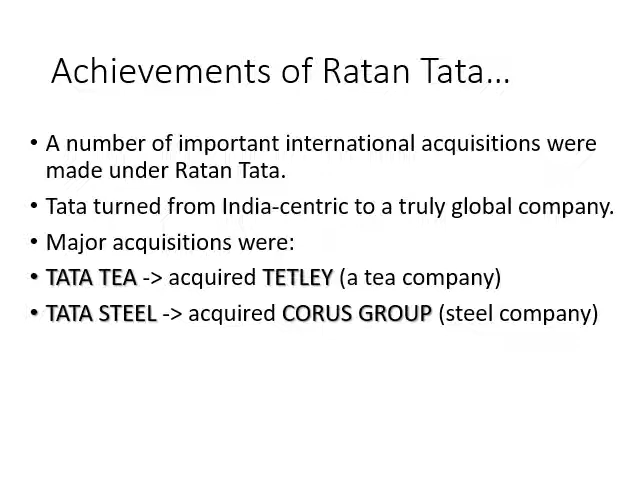 Achievements of Ratan Tata...
• A number of important international acquisitions were
made under Ratan Tata.
• Tata turned from India-centric to a truly global company.
• Major acquisitions were:
• TATA TEA -> acquired TETLEY (a tea company)
• TATA STEEL -> acquired CORUS GROUP (steel company)